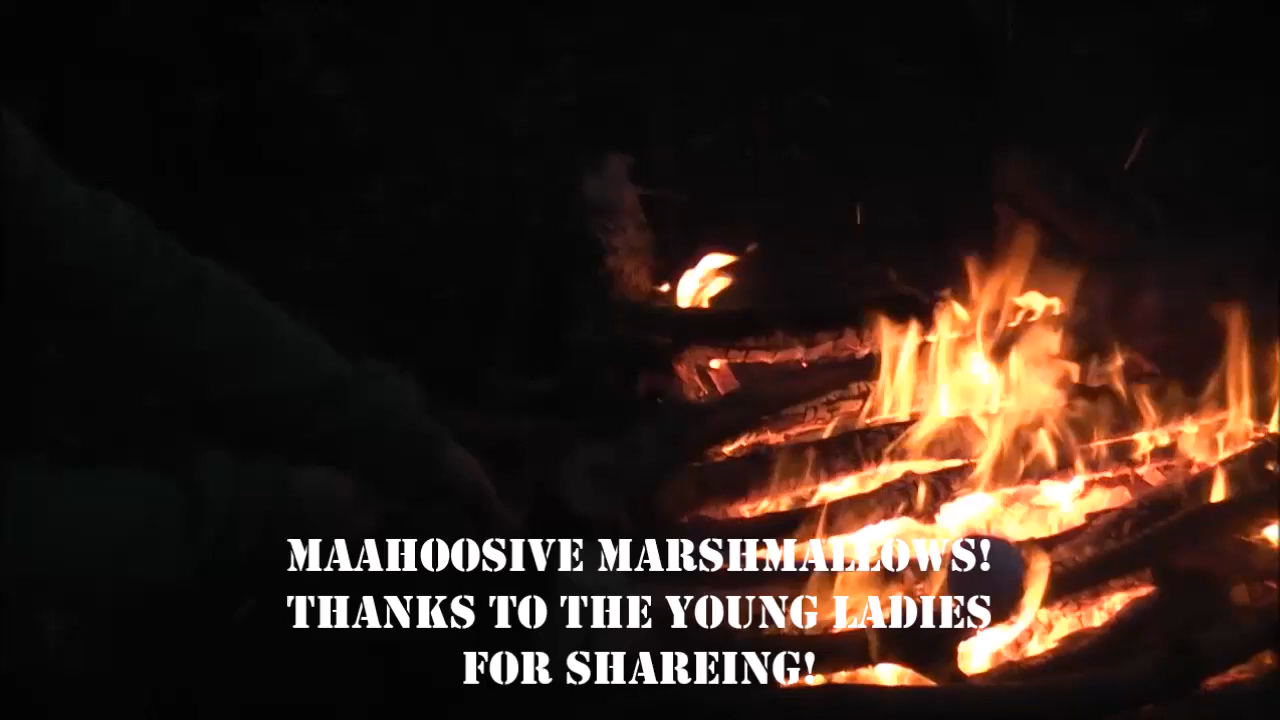 MAAHOOSIVE MARSHMALLOWS!
THANKS TO THE YOUNG LADIES
FOR SHAREING!